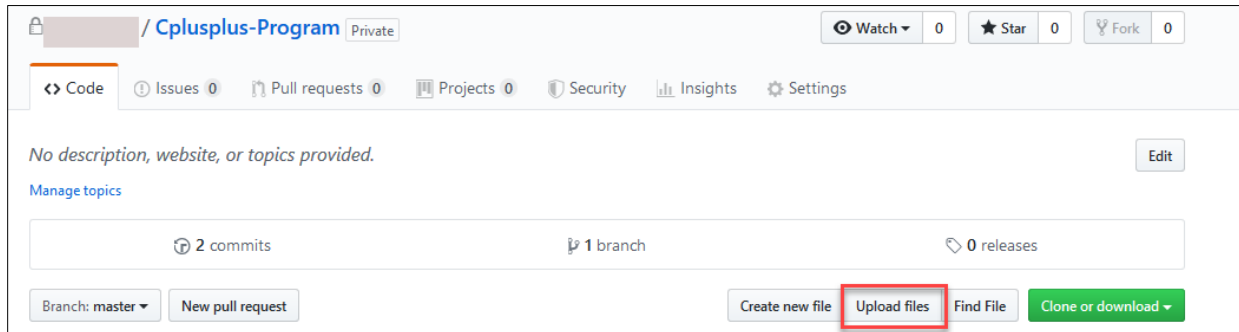 / Cplusplus-Program Private Watch 0 Star 0 Fork 0
Code Issues 0 Pull requests 0 Projects 0 Security Insights Settings
No description, website, or topics provided. Edit
Manage topics
2 commits 1 branch 0 releases
Branch: master New pull request Create new file Upload files Find File Clone or download